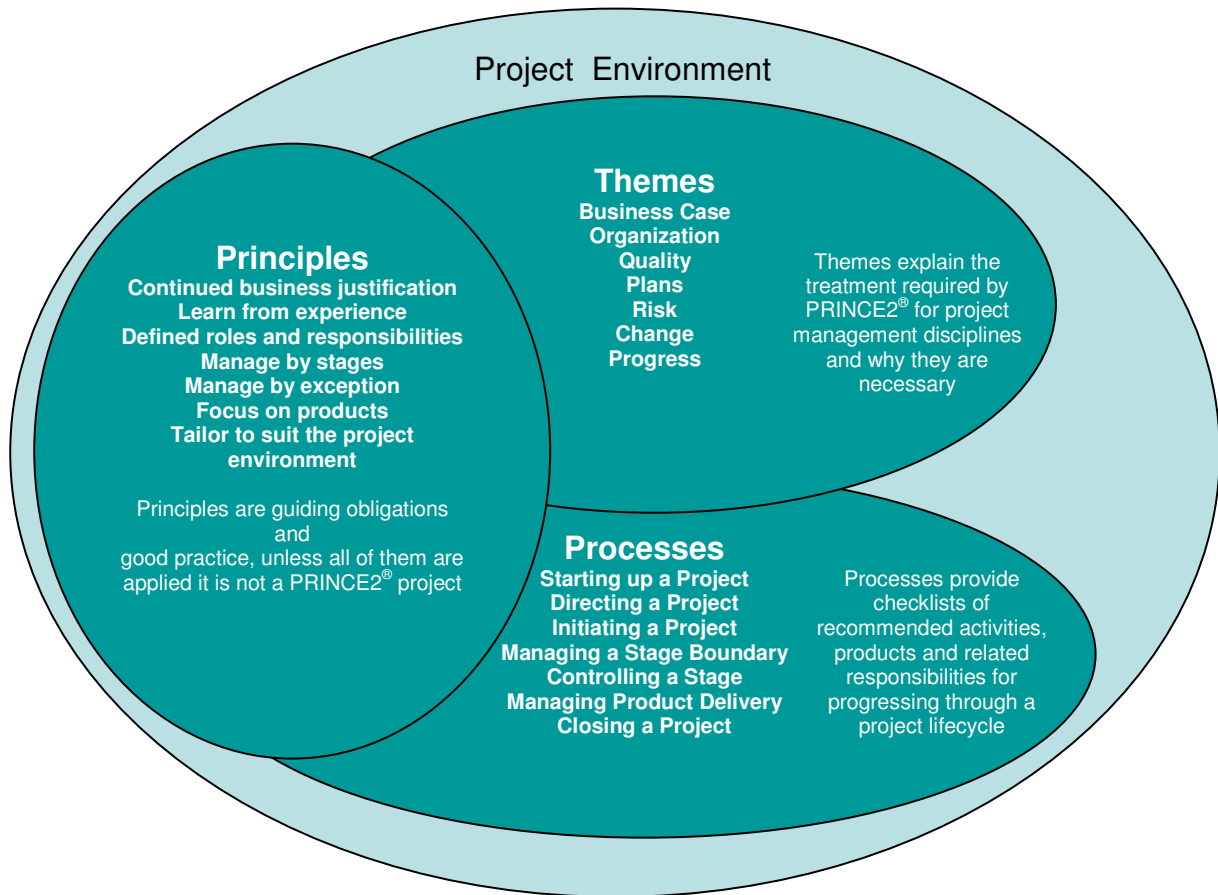 Project Environment
Principles
Continued business justification
Learn from experience
Defined roles and responsibilities
Manage by stages
Manage by exception
Focus on products
Tailor to suit the project
environment
Principles are guiding obligations
and
good practice, unless all of them are
applied it is not a PRINCE2® project
Themes
Business Case
Organization
Quality
Plans
Risk
Change
Progress
Themes explain the
treatment required by
PRINCE2® for project
management disciplines
and why they are
necessary
Processes
Starting up a Project
Directing a Project
Initiating a Project
Managing a Stage Boundary
Controlling a Stage
Managing Product Delivery
Closing a Project
Processes provide
checklists of
recommended activities,
products and related
responsibilities for
progressing through a
project lifecycle